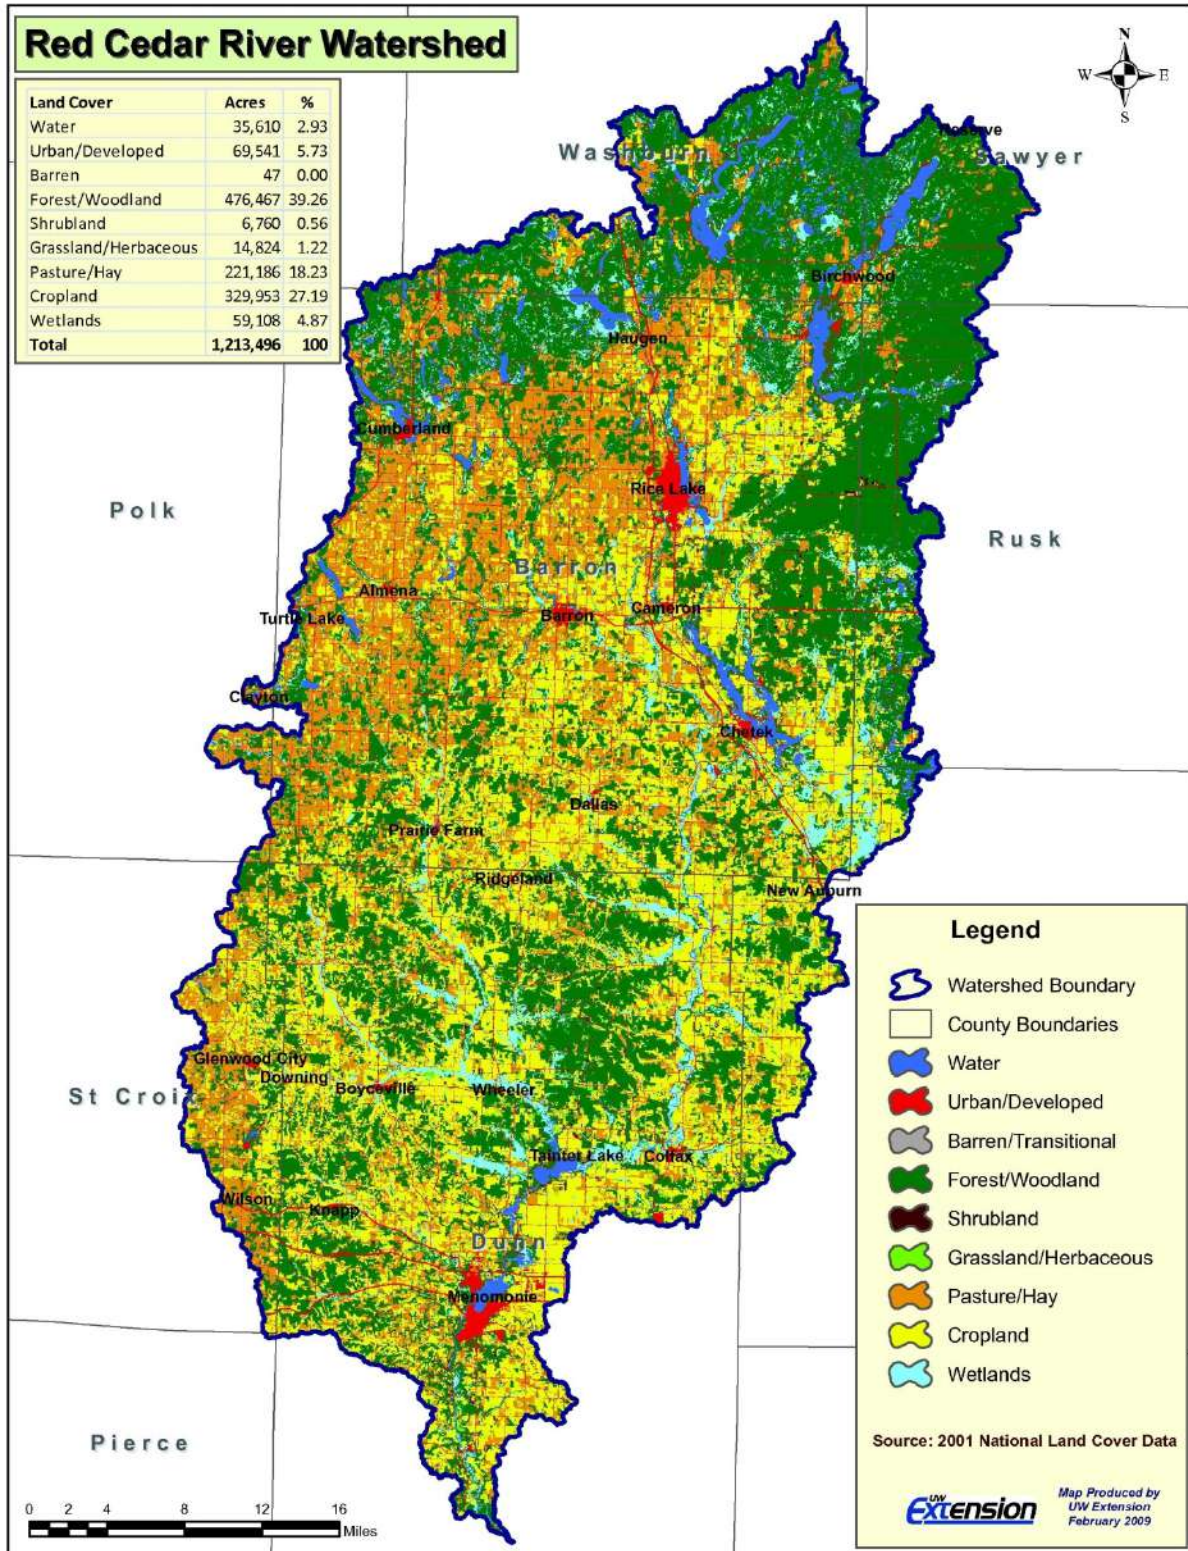 Red Cedar River Watershed
Land Cover Acres %
Water 35,610 2.93
Urban/Developed 69,541 5.73
Barren 47 0.00
Forest/Woodland 476,467 39.26
Shrubland 6,760 0.56
Grassland/Herbaceous 14,824 1.22
Pasture/Hay 221,186 18.23
Cropland 329,953 27.19
Wetlands 59,108 4.87
Total 1,213,496 100
N
W E
S
Reserve
Washburn
Sawyer
Birchwood
Haugen
Cumberland
Rice Lake
Polk
Rusk
Barron
Almena
Turtle Lake
Barron
Cameron
Clayton
Chetek
Dallas
Prairie Farm
Ridgeland
New Auburn
Glenwood City
Downing
Boyceville
Wheeler
St Croix
Tainter Lake
Colfax
Wilson
Knapp
Dunn
Menomonie
Pierce
Legend
Watershed Boundary
County Boundaries
Water
Urban/Developed
Barren/Transitional
Forest/Woodland
Shrubland
Grassland/Herbaceous
Pasture/Hay
Cropland
Wetlands
Source: 2001 National Land Cover Data
UW
Extension
Map Produced by
UW Extension
February 2009
0 2 4 8 12 16
Miles